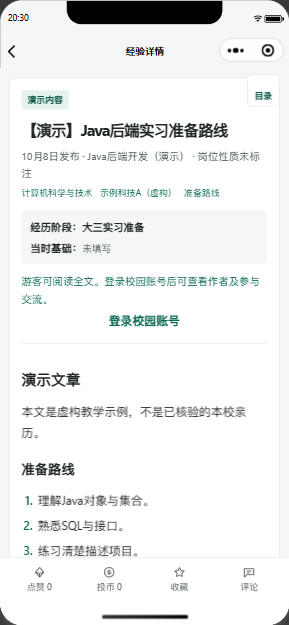 20:30
经验详情
目录
演示内容
【演示】Java后端实习准备路线
10月8日发布 · Java后端开发（演示） · 岗位性质未标
注
计算机科学与技术 示例科技A（虚构） 准备路线
经历阶段：大三实习准备
当时基础：未填写
游客可阅读全文。登录校园账号后可查看作者及参与
交流。
登录校园账号
演示文章
本文是虚构教学示例，不是已核验的本校亲
历。
准备路线
1. 理解Java对象与集合。
2. 熟悉SQL与接口。
3. 练习清楚描述项目。
点赞 0
投币 0
收藏
评论